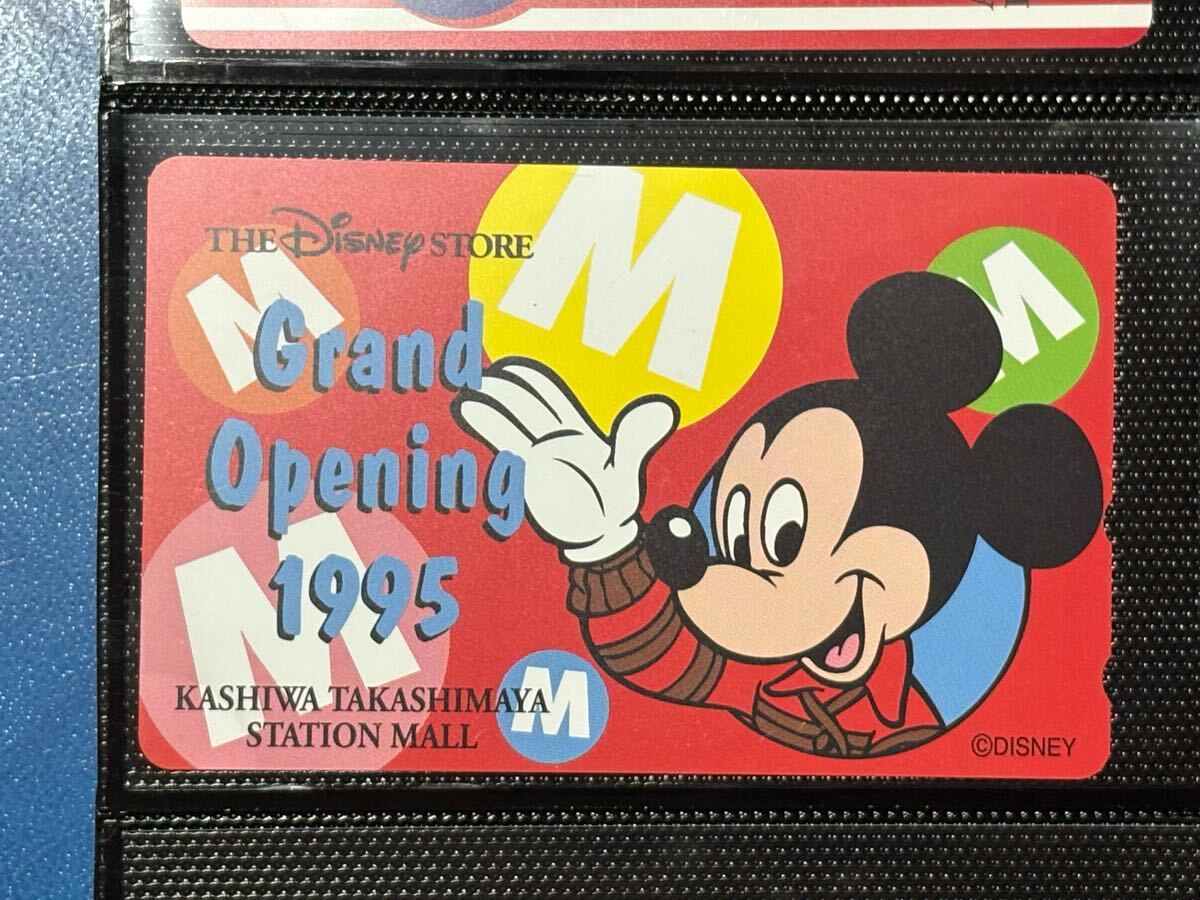 THE DISNEY STORE
M
M
M
Grand
Opening
1995
M
KASHIWA TAKASHIMAYA
STATION MALL
M
©DISNEY